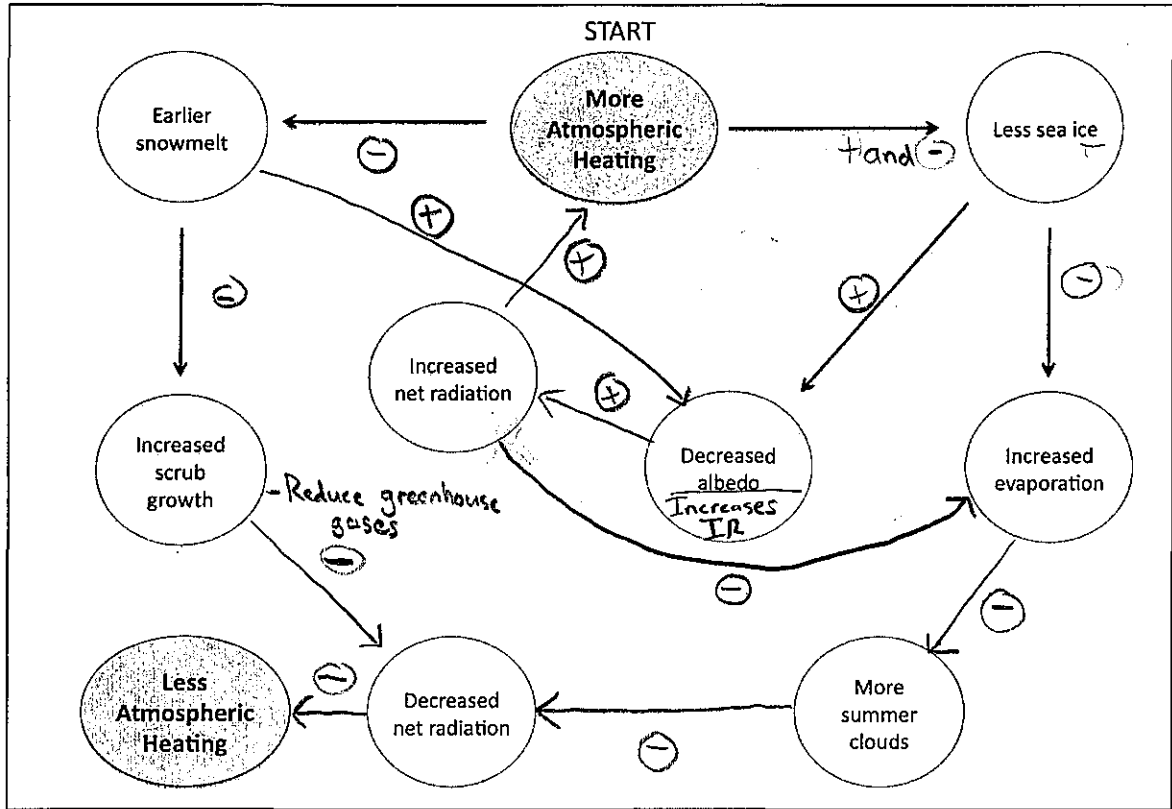 START
More
Atmospheric
Heating
Earlier
snowmelt
Less sea ice
−
+ and −
+
+
−
−
+
Increased
net radiation
+
Increased
scrub
growth
- Reduce greenhouse
gases
−
Decreased
albedo
Increases
IR
Increased
evaporation
−
−
Less
Atmospheric
Heating
−
Decreased
net radiation
−
More
summer
clouds